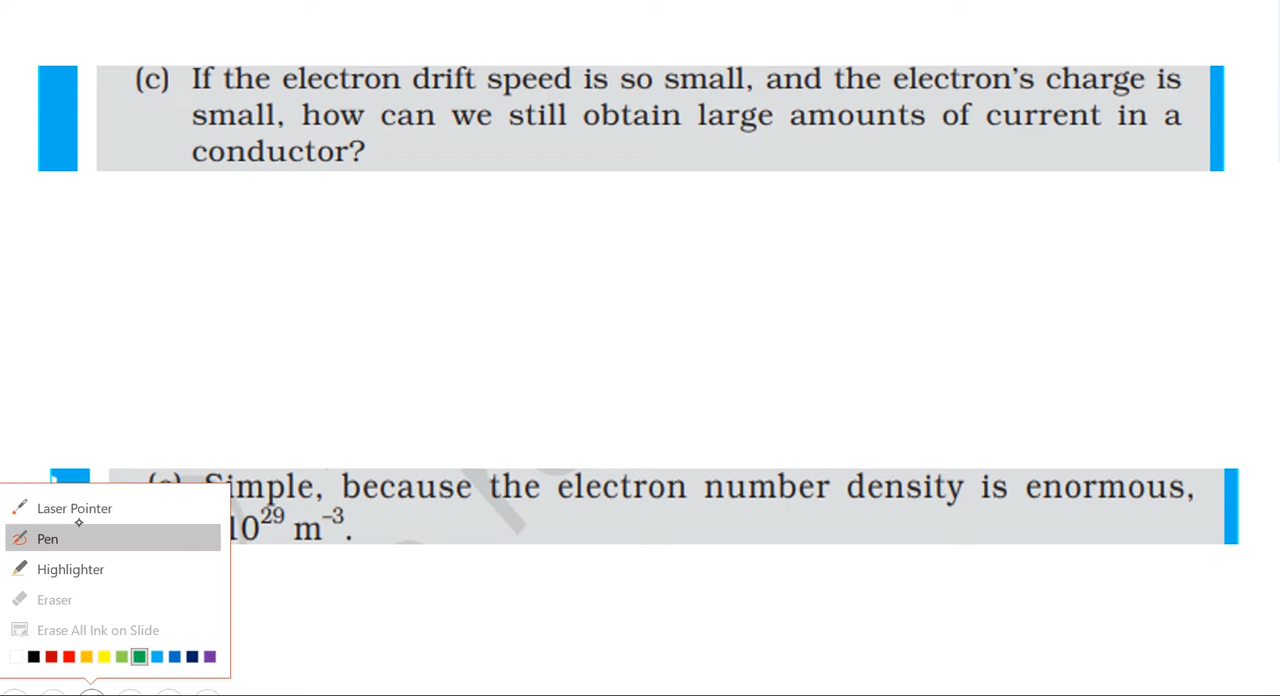 (c) If the electron drift speed is so small, and the electron's charge is
small, how can we still obtain large amounts of current in a
conductor?
Simple, because the electron number density is enormous,
10²⁹ m⁻³.
Laser Pointer
Pen
Highlighter
Eraser
Erase All Ink on Slide